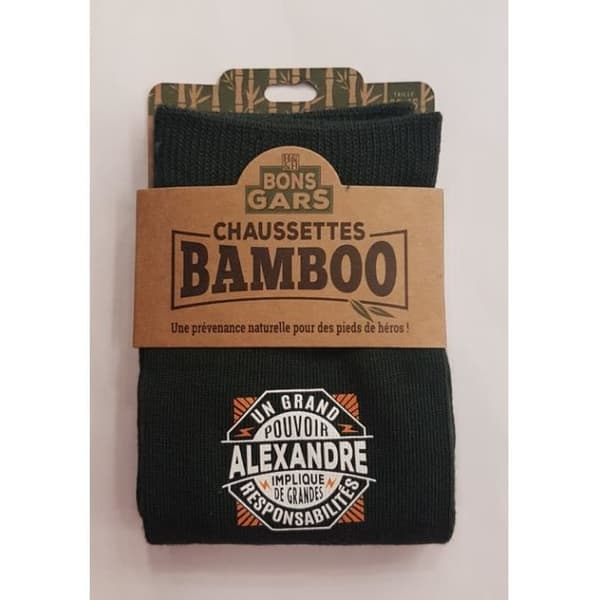 TAILLE
BONS
GARS
CHAUSSETTES
BAMBOO
Une prévenance naturelle pour des pieds de héros !
UN GRAND
POUVOIR
ALEXANDRE
IMPLIQUE
DE GRANDES
RESPONSABILITÉS